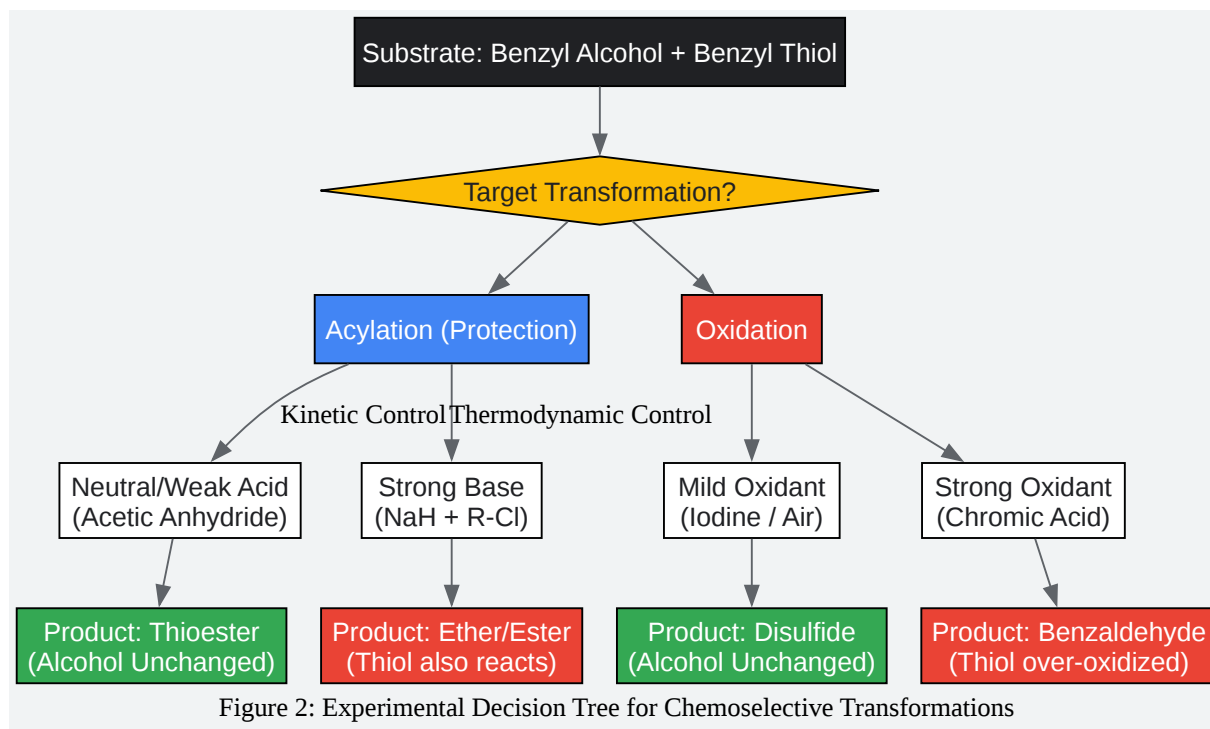 Substrate: Benzyl Alcohol + Benzyl Thiol
Target Transformation?
Acylation (Protection)
Oxidation
Kinetic Control
Thermodynamic Control
Neutral/Weak Acid
(Acetic Anhydride)
Strong Base
(NaH + R-Cl)
Mild Oxidant
(Iodine / Air)
Strong Oxidant
(Chromic Acid)
Product: Thioester
(Alcohol Unchanged)
Product: Ether/Ester
(Thiol also reacts)
Product: Disulfide
(Alcohol Unchanged)
Product: Benzaldehyde
(Thiol over-oxidized)
Figure 2: Experimental Decision Tree for Chemoselective Transformations